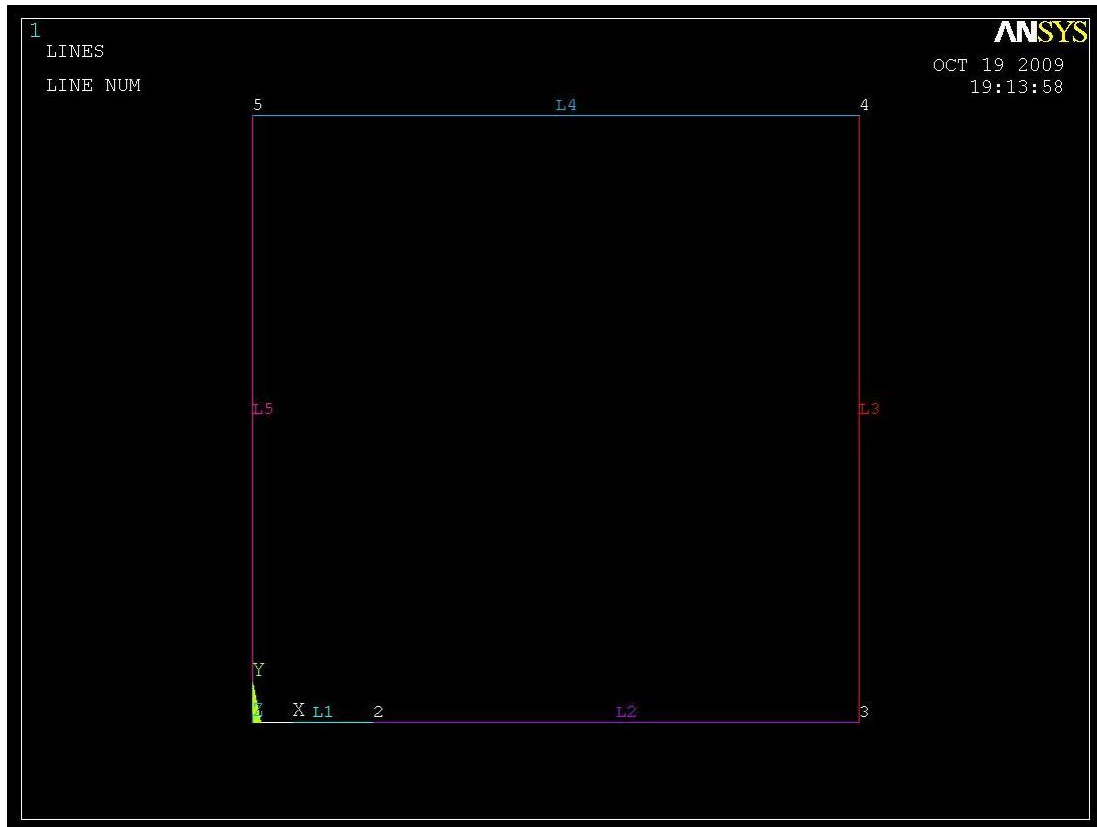 1
ANSYS
LINES
OCT 19 2009
LINE NUM
19:13:58
5
L4
4
L5
L3
Y
Z
X
L1
2
L2
3